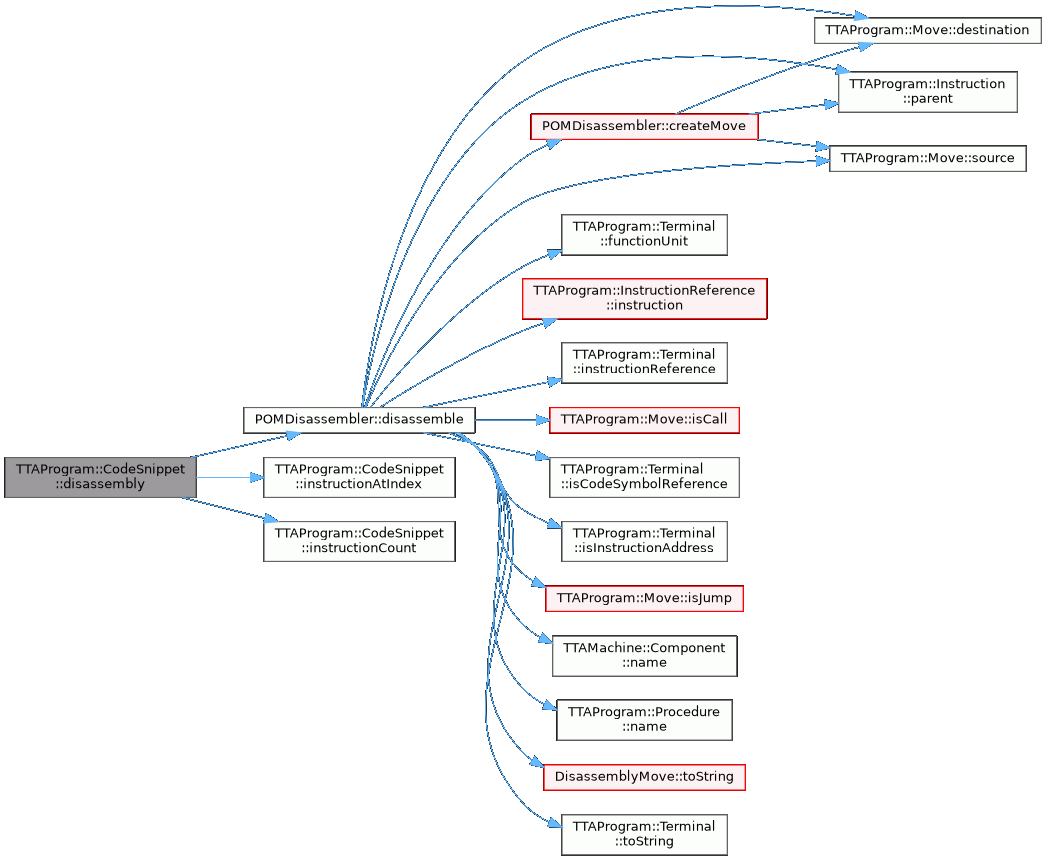 TTAProgram::Move::destination
TTAProgram::Instruction
::parent
POMDisassembler::createMove
TTAProgram::Move::source
TTAProgram::Terminal
::functionUnit
TTAProgram::InstructionReference
::instruction
TTAProgram::Terminal
::instructionReference
POMDisassembler::disassemble
TTAProgram::Move::isCall
TTAProgram::CodeSnippet
::disassembly
TTAProgram::CodeSnippet
::instructionAtIndex
TTAProgram::Terminal
::isCodeSymbolReference
TTAProgram::CodeSnippet
::instructionCount
TTAProgram::Terminal
::isInstructionAddress
TTAProgram::Move::isJump
TTAMachine::Component
::name
TTAProgram::Procedure
::name
DisassemblyMove::toString
TTAProgram::Terminal
::toString